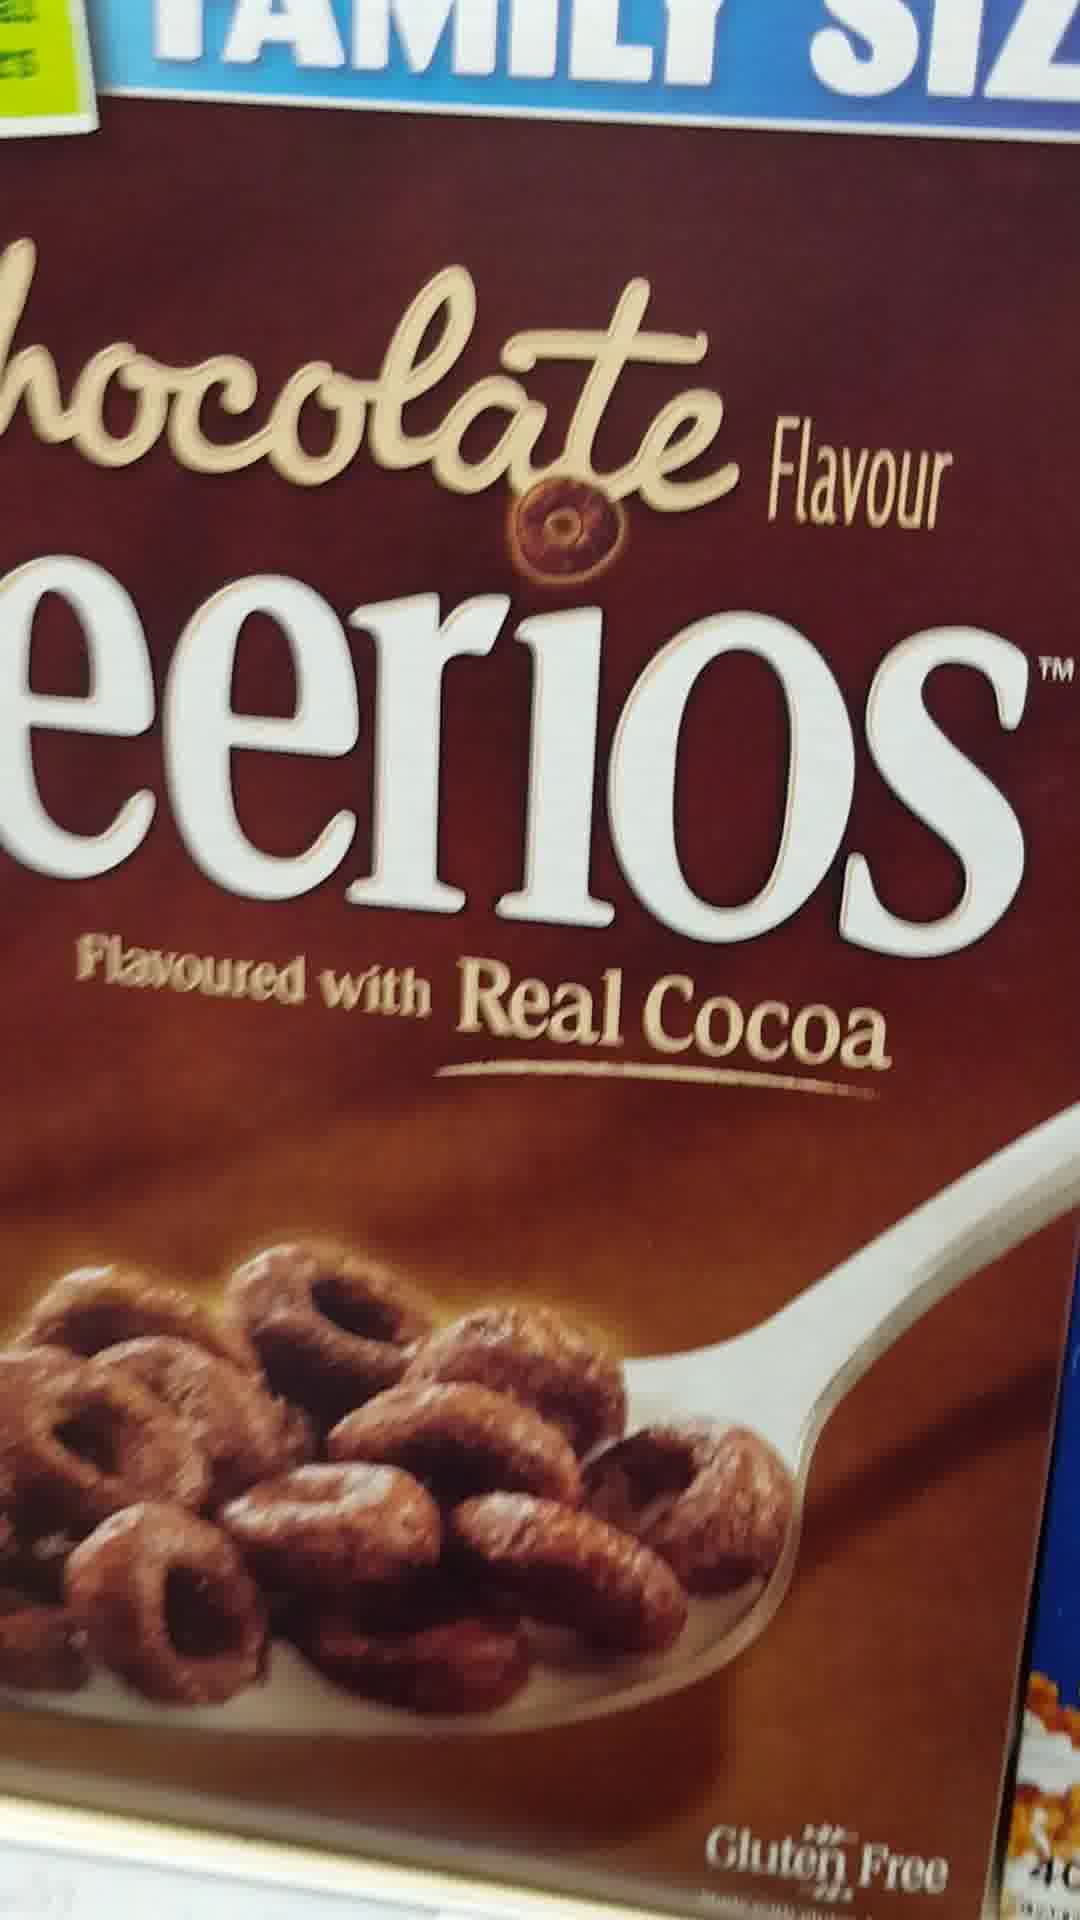 FAMILY SIZ
hocolate Flavour
eerios™
Flavoured with Real Cocoa
Gluten Free